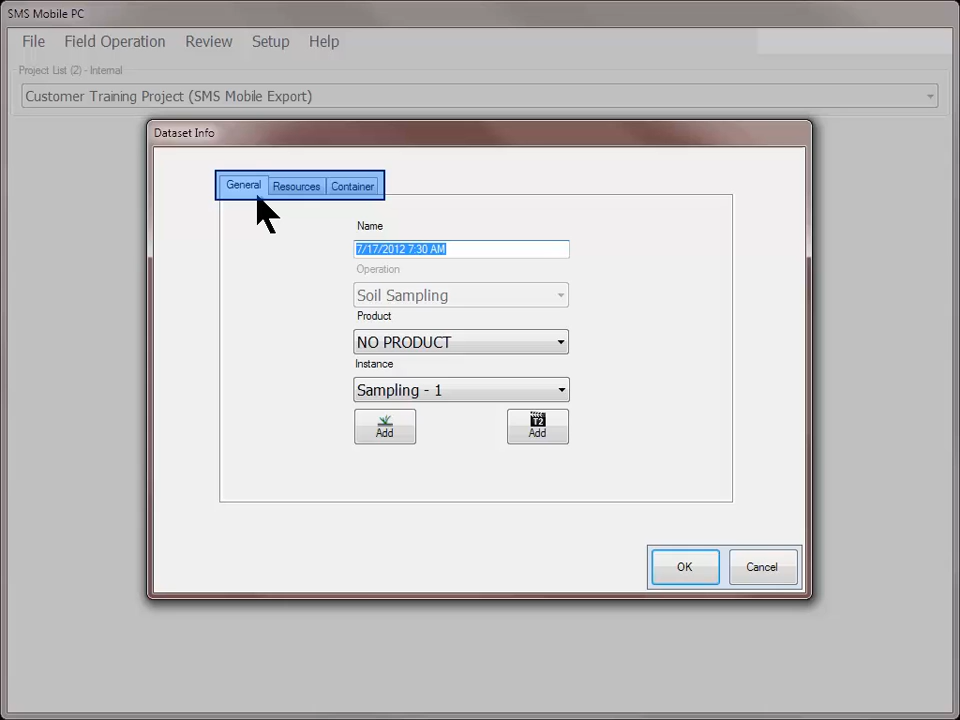 SMS Mobile PC
File Field Operation Review Setup Help
Project List (2) - Internal
Customer Training Project (SMS Mobile Export)
Dataset Info
General Resources Container
Name
7/17/2012 7:30 AM
Operation
Soil Sampling
Product
NO PRODUCT
Instance
Sampling - 1
T2
Add Add
OK Cancel